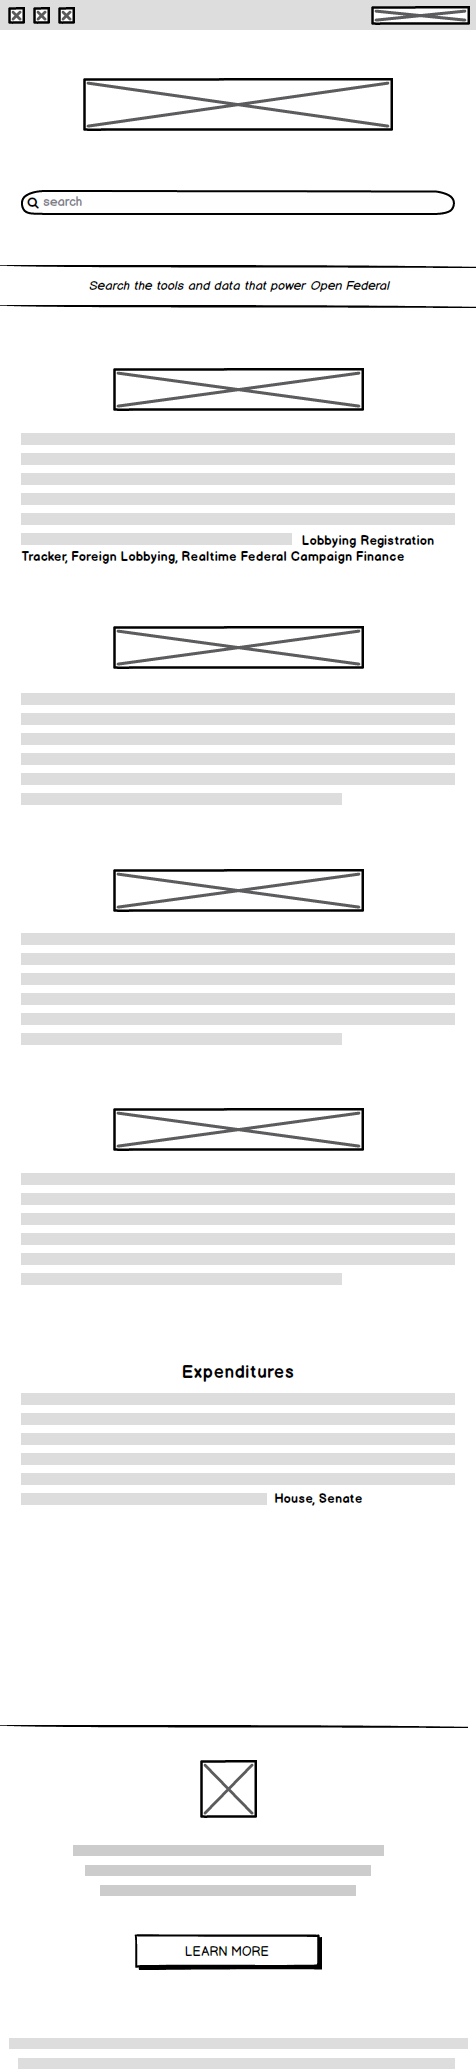 search
Search the tools and data that power Open Federal
Lobbying Registration
Tracker, Foreign Lobbying, Realtime Federal Campaign Finance
Expenditures
House, Senate
LEARN MORE